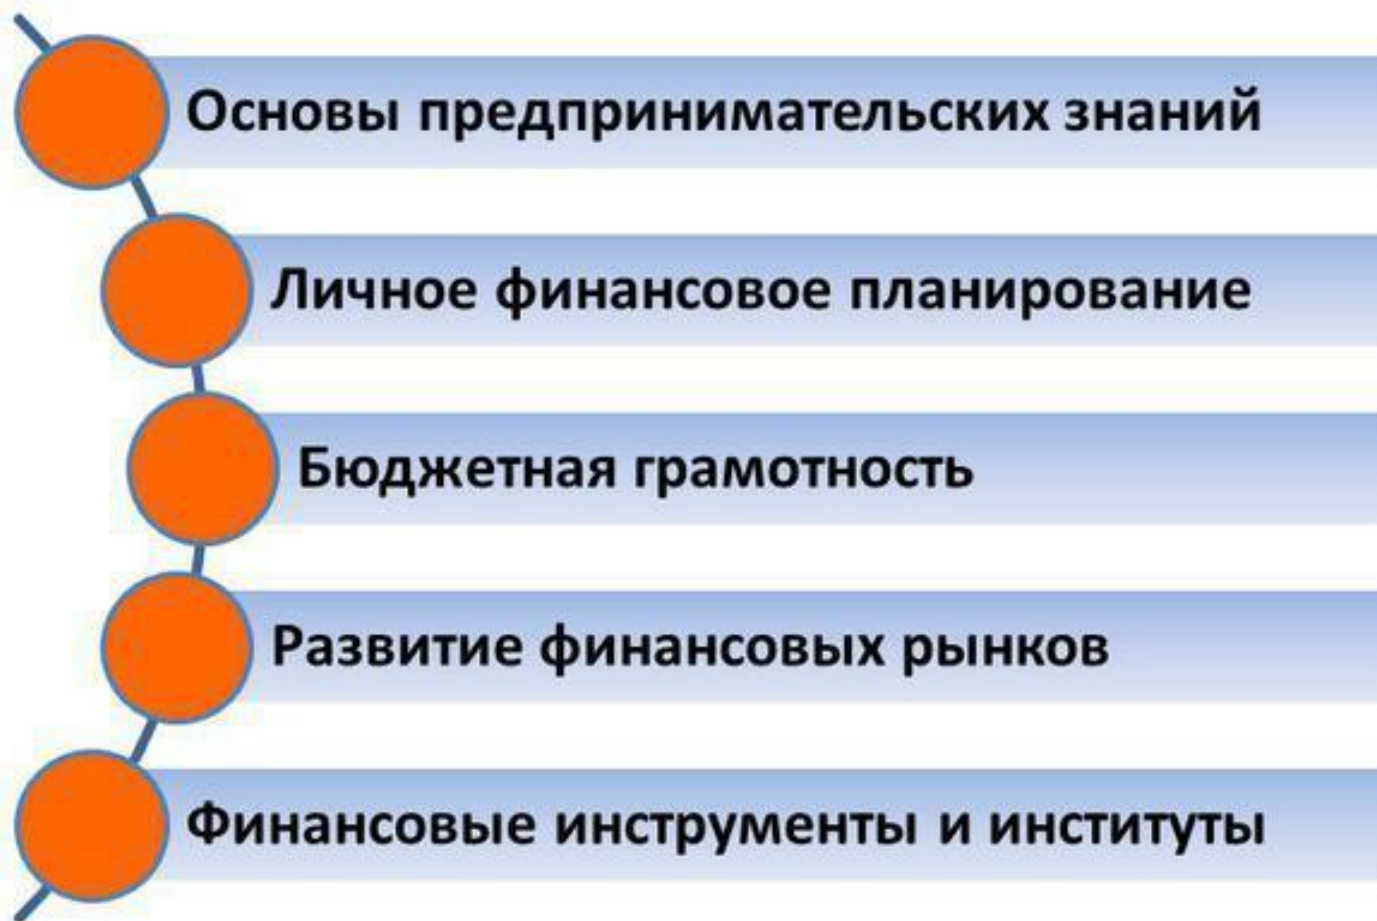 Основы предпринимательских знаний
Личное финансовое планирование
Бюджетная грамотность
Развитие финансовых рынков
Финансовые инструменты и институты